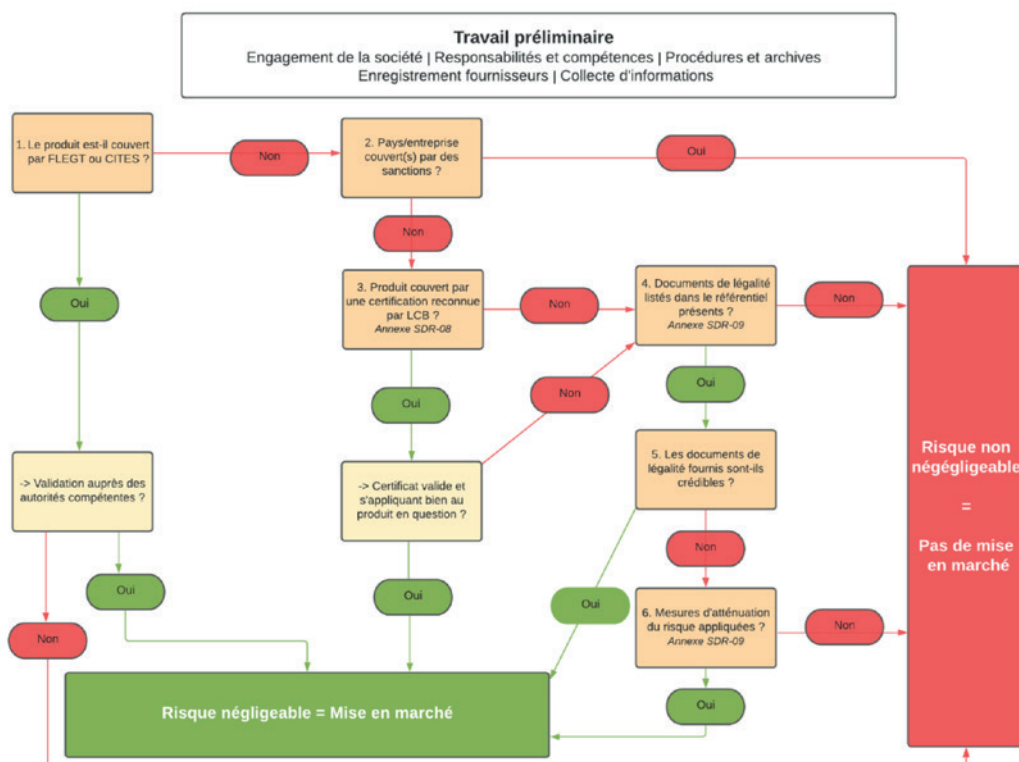 Travail préliminaire
Engagement de la société | Responsabilités et compétences | Procédures et archives
Enregistrement fournisseurs | Collecte d'informations
1. Le produit est-il couvert
par FLEGT ou CITES ?
Non
2. Pays/entreprise
couvert(s) par des
sanctions ?
Oui
Non
Oui
3. Produit couvert par
une certification reconnue
par LCB ?
Annexe SDR-08
Non
4. Documents de légalité
listés dans le référentiel
présents ?
Annexe SDR-09
Non
Oui
Non
Oui
-> Validation auprès des
autorités compétentes ?
-> Certificat valide et
s'appliquant bien au
produit en question ?
5. Les documents de
légalité fournis sont-ils
crédibles ?
Risque non
négégligeable
=
Pas de mise
en marché
Non
Oui
Oui
Oui
Non
6. Mesures d'atténuation
du risque appliquées ?
Annexe SDR-09
Non
Oui
Risque négligeable = Mise en marché